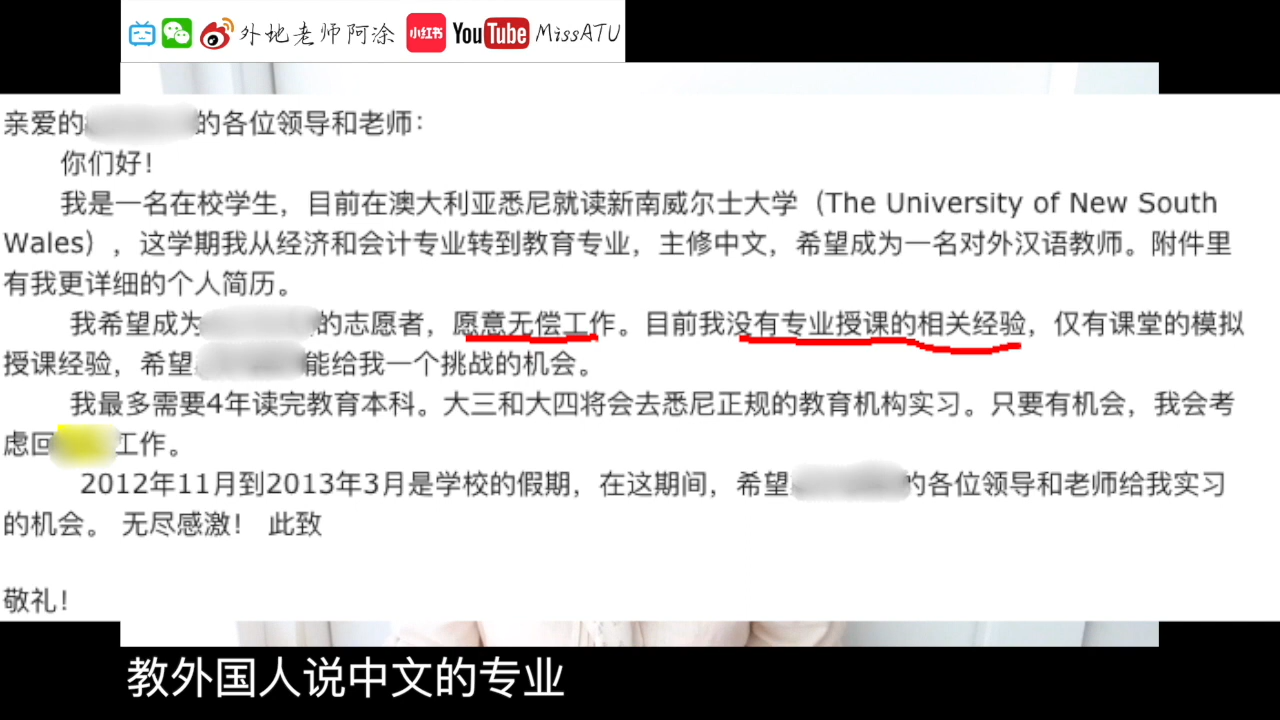 外地老师阿涂 小红书 YouTube MissATU
亲爱的的各位领导和老师：
你们好！
我是一名在校学生，目前在澳大利亚悉尼就读新南威尔士大学（The University of New South
Wales），这学期我从经济和会计专业转到教育专业，主修中文，希望成为一名对外汉语教师。附件里
有我更详细的个人简历。
我希望成为的志愿者，愿意无偿工作。目前我没有专业授课的相关经验，仅有课堂的模拟
授课经验，希望能给我一个挑战的机会。
我最多需要4年读完教育本科。大三和大四将会去悉尼正规的教育机构实习。只要有机会，我会考
虑回工作。
2012年11月到2013年3月是学校的假期，在这期间，希望的各位领导和老师给我实习
的机会。 无尽感激！ 此致
敬礼！
教外国人说中文的专业